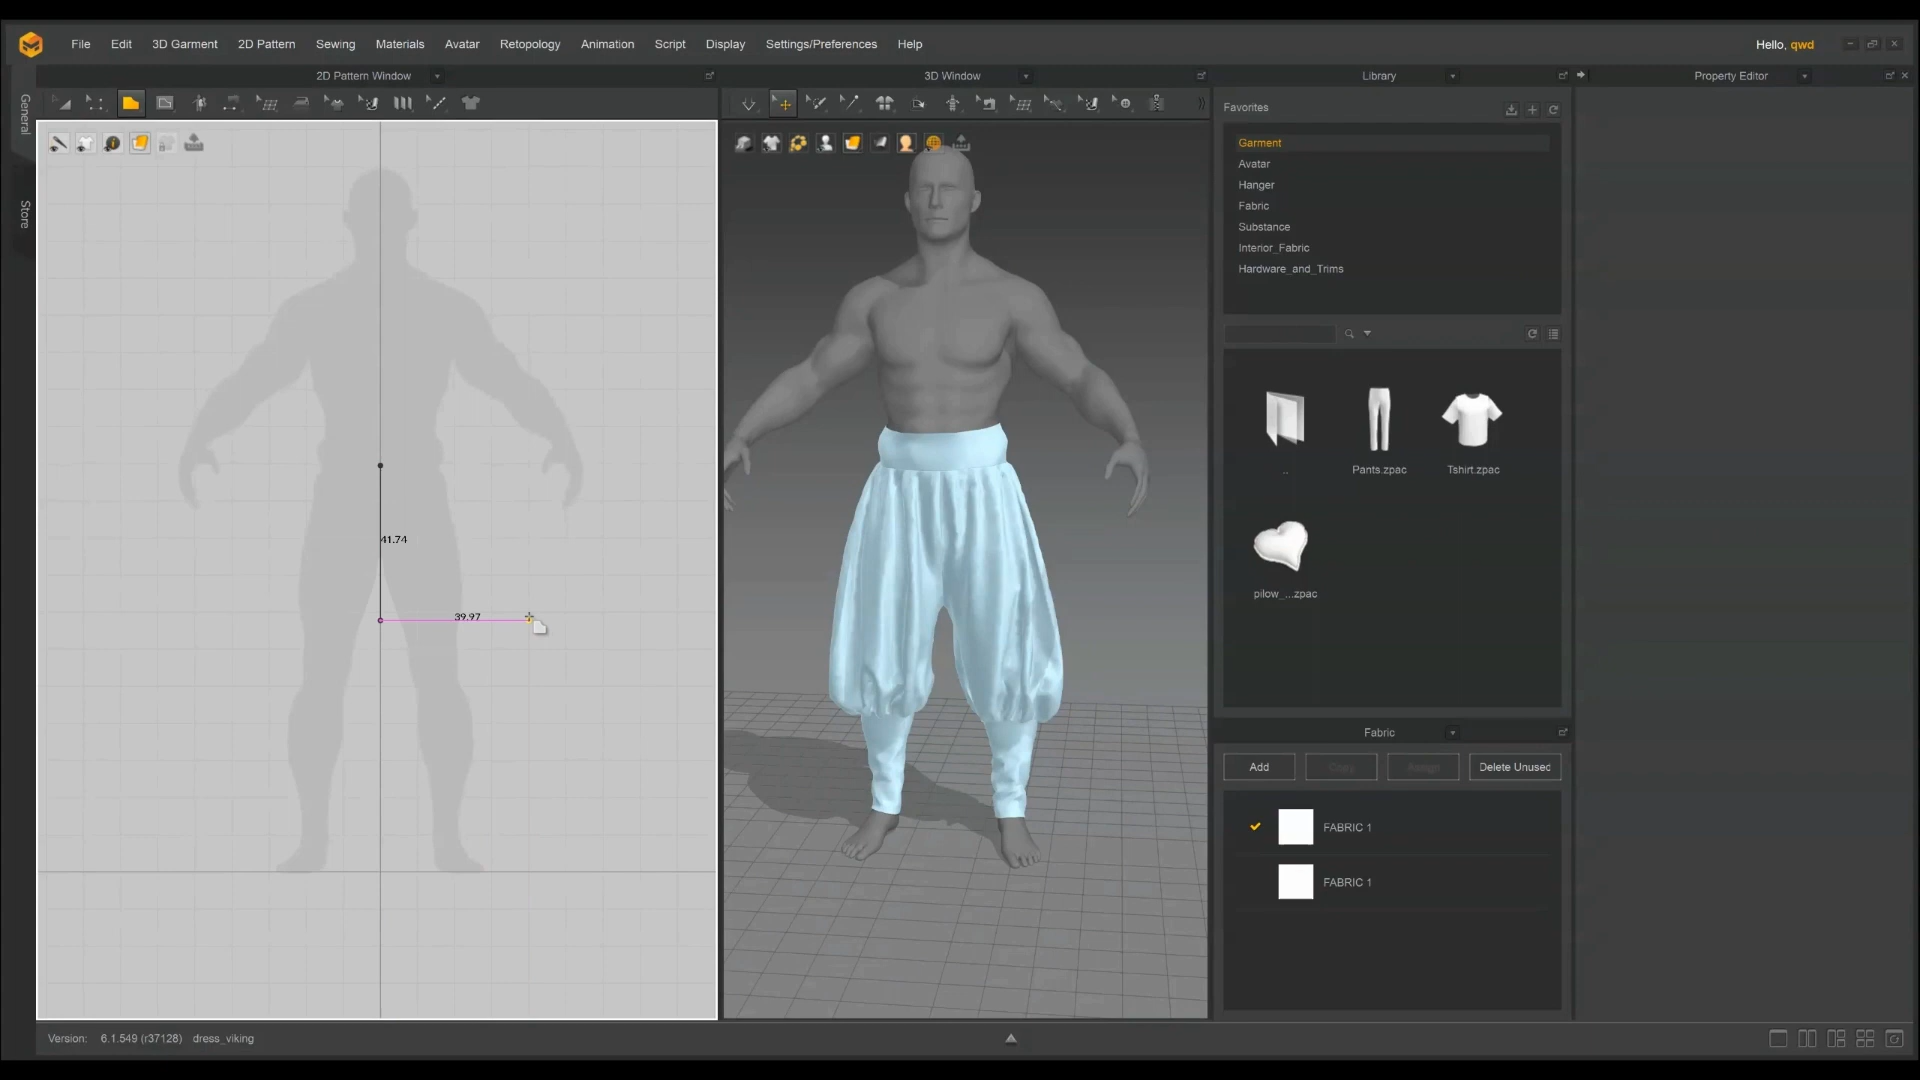 File Edit 3D Garment 2D Pattern Sewing Materials Avatar Retopology Animation Script Display Settings/Preferences Help
Hello, qwd
General
Store
2D Pattern Window
3D Window
Library
Property Editor
Favorites
Garment
Avatar
Hanger
Fabric
Substance
Interior_Fabric
Hardware_and_Trims
..
Pants.zpac
Tshirt.zpac
pilow_...zpac
41.74
39.97
Fabric
Add
Copy
Assign
Delete Unused
FABRIC 1
FABRIC 1
Version: 6.1.549 (r37128) dress_viking